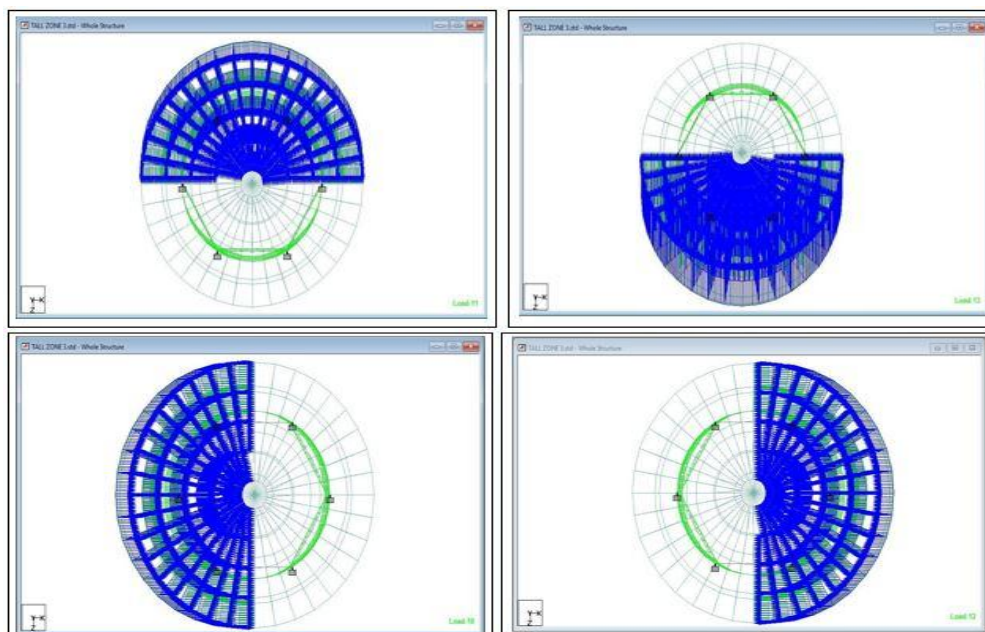 TALL ZONE 3.std - Whole Structure
Y X
Z
Load 11
TALL ZONE 3.std - Whole Structure
Y X
Z
Load 13
TALL ZONE 3.std - Whole Structure
Y X
Z
Load 10
TALL ZONE 3.std - Whole Structure
Y X
Z
Load 12